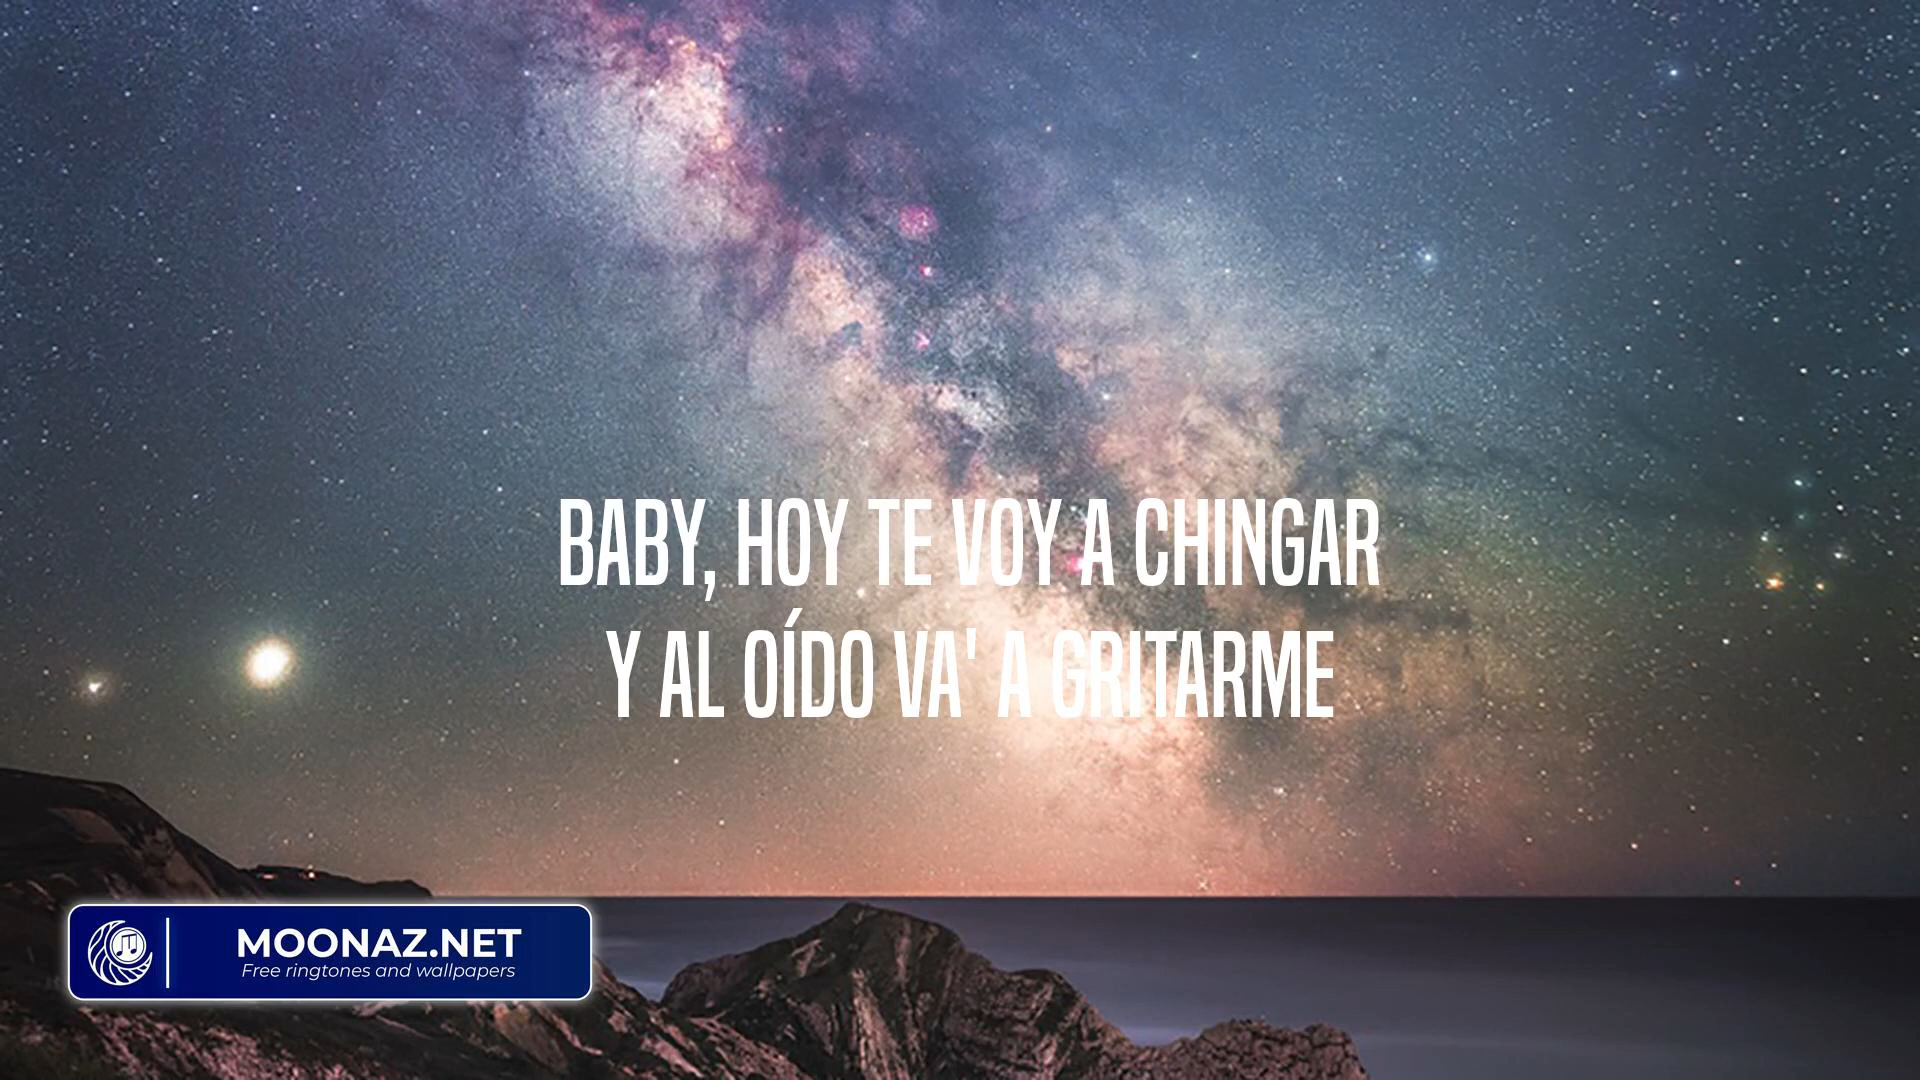 BABY, HOY TE VOY A CHINGAR
Y AL OÍDO VA' A GRITARME
MOONAZ.NET
Free ringtones and wallpapers